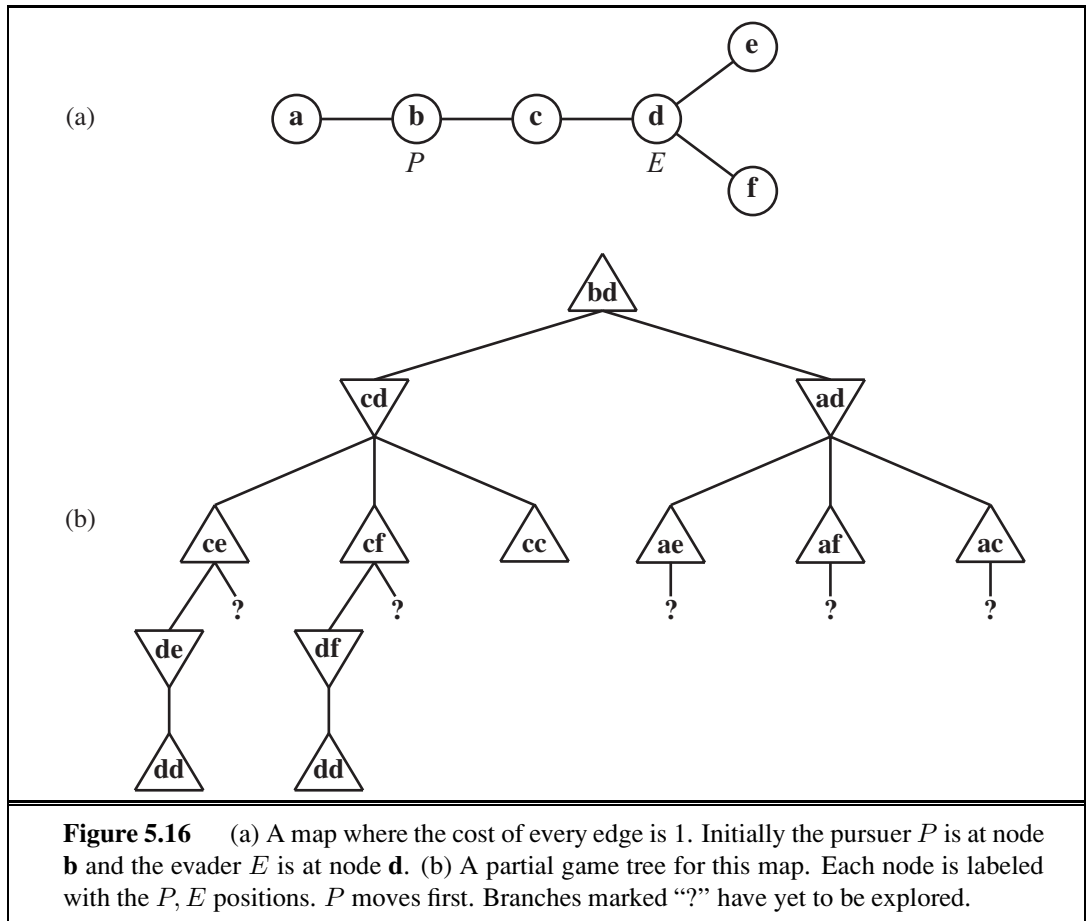 e
(a) a b c d
P E
f
bd
cd ad
(b) ce cf cc ae af ac
? ? ? ? ?
de df
dd dd
Figure 5.16 (a) A map where the cost of every edge is 1. Initially the pursuer P is at node
b and the evader E is at node d. (b) A partial game tree for this map. Each node is labeled
with the P, E positions. P moves first. Branches marked “?” have yet to be explored.